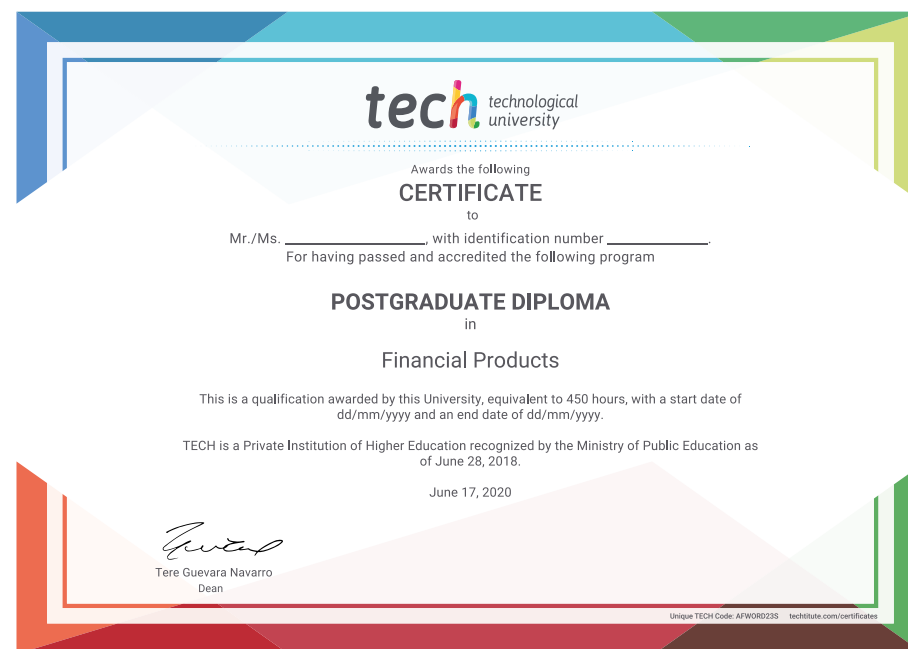 tech technological
university
Awards the following
CERTIFICATE
to
Mr./Ms. ____________________, with identification number __________________.
For having passed and accredited the following program
POSTGRADUATE DIPLOMA
in
Financial Products
This is a qualification awarded by this University, equivalent to 450 hours, with a start date of
dd/mm/yyyy and an end date of dd/mm/yyyy.
TECH is a Private Institution of Higher Education recognized by the Ministry of Public Education as
of June 28, 2018.
June 17, 2020
Tere Guevara Navarro
Dean
Unique TECH Code: AFWORD23S techtitute.com/certificates